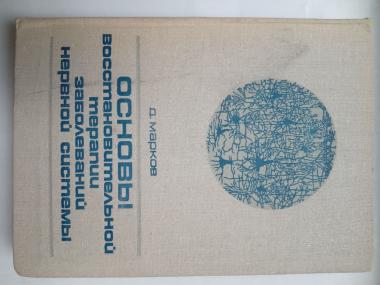 Д. Марков
ОСНОВЫ
восстановительной
терапии
заболеваний
нервной системы